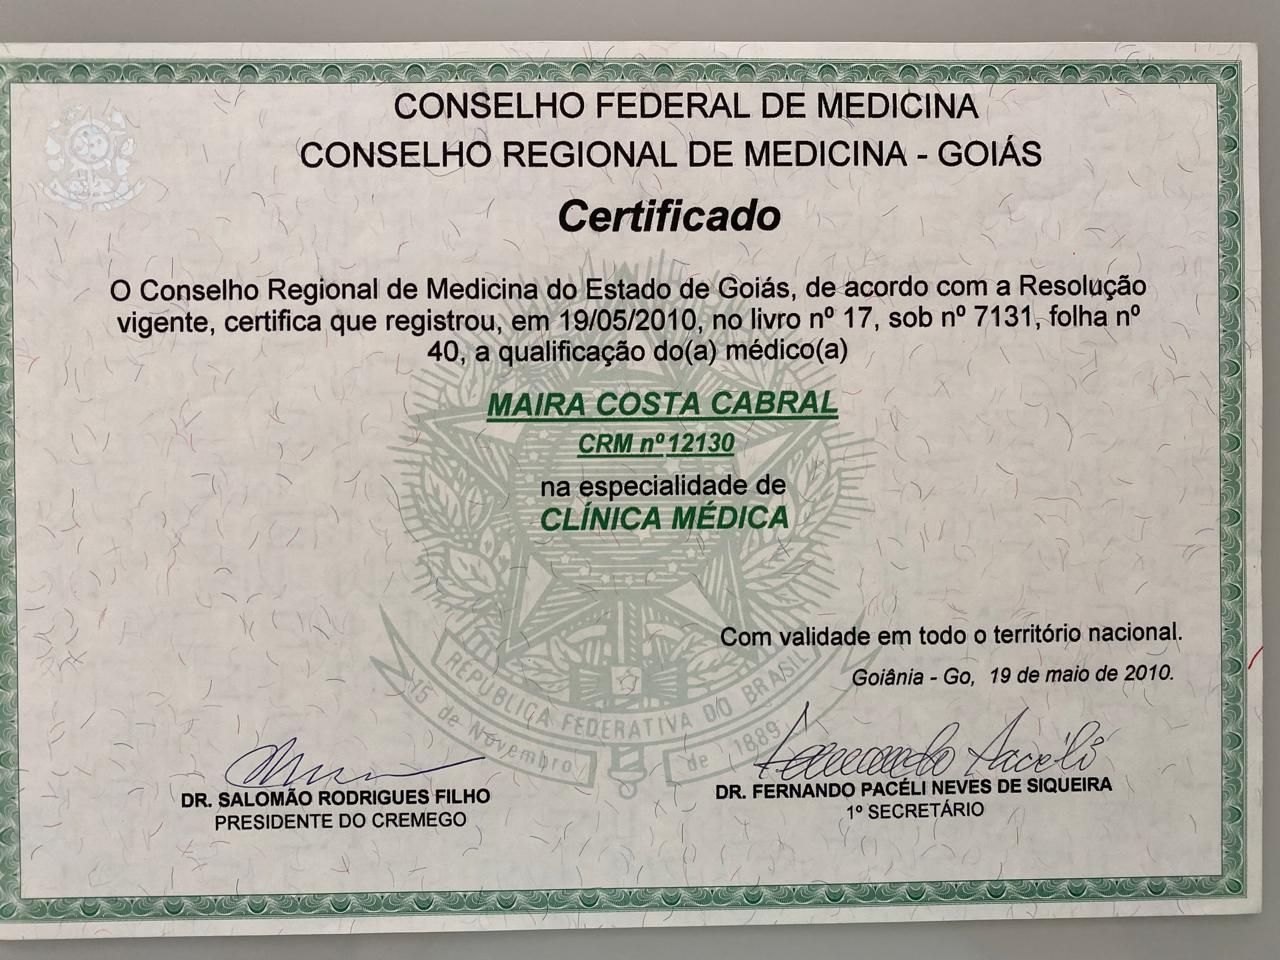 CONSELHO FEDERAL DE MEDICINA
CONSELHO REGIONAL DE MEDICINA - GOIÁS
Certificado
O Conselho Regional de Medicina do Estado de Goiás, de acordo com a Resolução
vigente, certifica que registrou, em 19/05/2010, no livro nº 17, sob nº 7131, folha nº
40, a qualificação do(a) médico(a)
MAIRA COSTA CABRAL
CRM nº 12130
na especialidade de
CLÍNICA MÉDICA
Com validade em todo o território nacional.
Goiânia - Go, 19 de maio de 2010.
REPÚBLICA FEDERATIVA DO BRASIL
15 de Novembro de 1889
Fernando Pacéli
DR. SALOMÃO RODRIGUES FILHO
PRESIDENTE DO CREMEGO
DR. FERNANDO PACÉLI NEVES DE SIQUEIRA
1º SECRETÁRIO